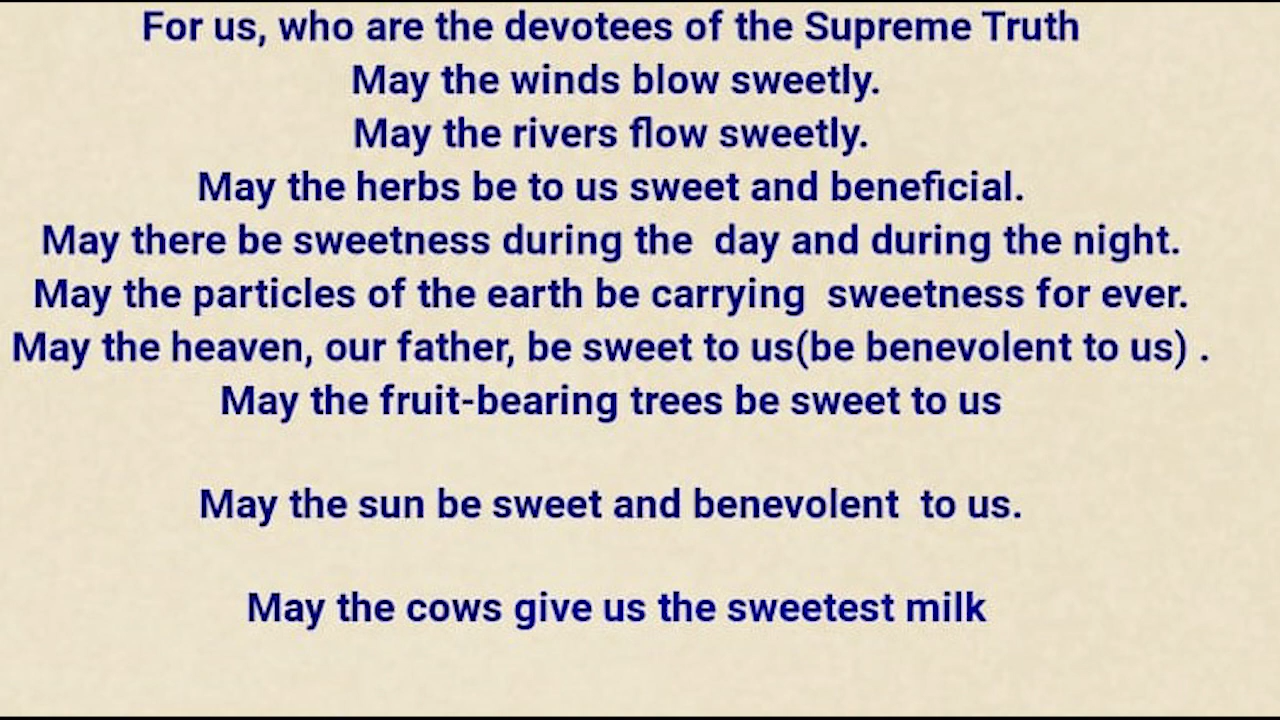 For us, who are the devotees of the Supreme Truth
May the winds blow sweetly.
May the rivers flow sweetly.
May the herbs be to us sweet and beneficial.
May there be sweetness during the  day and during the night.
May the particles of the earth be carrying  sweetness for ever.
May the heaven, our father, be sweet to us(be benevolent to us) .
May the fruit-bearing trees be sweet to us
May the sun be sweet and benevolent  to us.
May the cows give us the sweetest milk